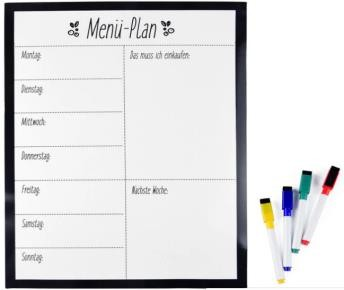 Menü-Plan
Montag:
Das muss ich einkaufen:
Dienstag:
Mittwoch:
Donnerstag:
Freitag:
Nächste Woche:
Samstag:
Sonntag: